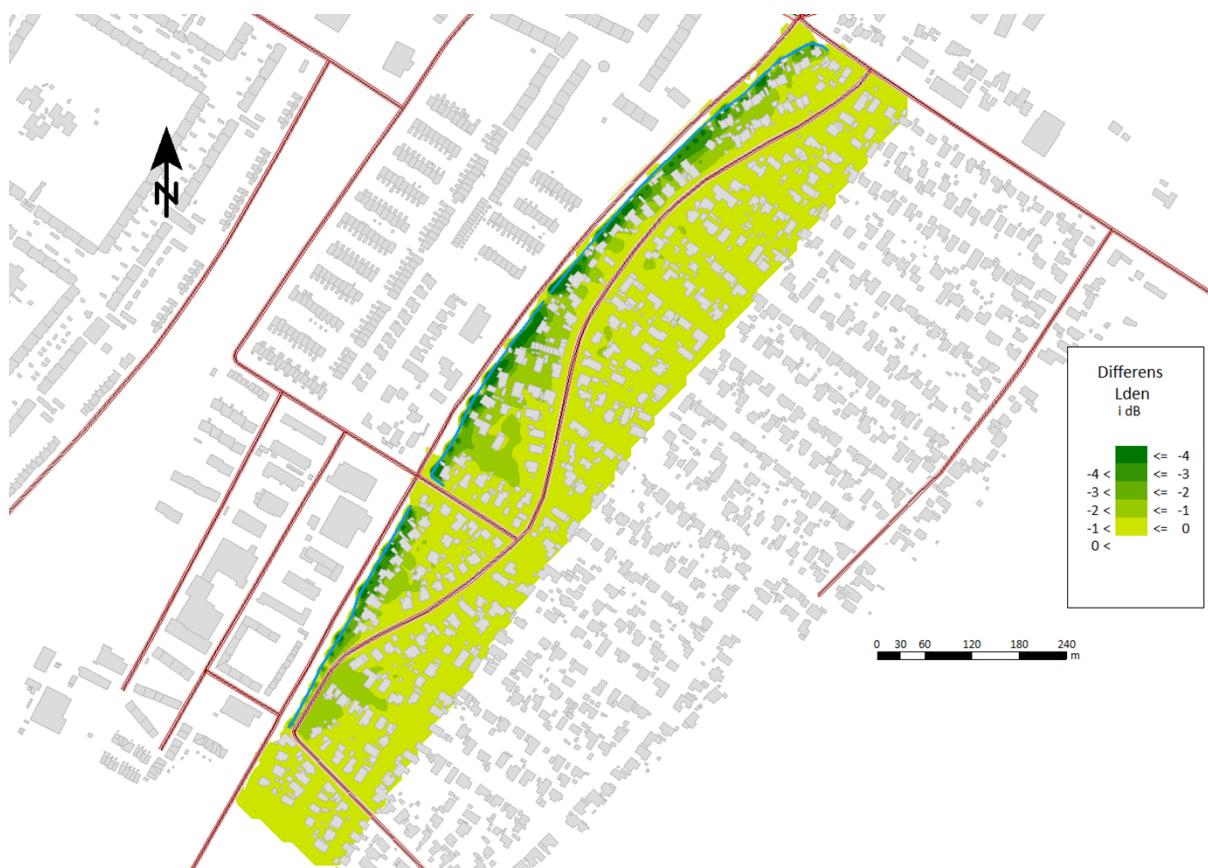 N
Differens
Lden
i dB
<= -4
-4 < <= -3
-3 < <= -2
-2 < <= -1
-1 < <= 0
0 <
0 30 60 120 180 240
m